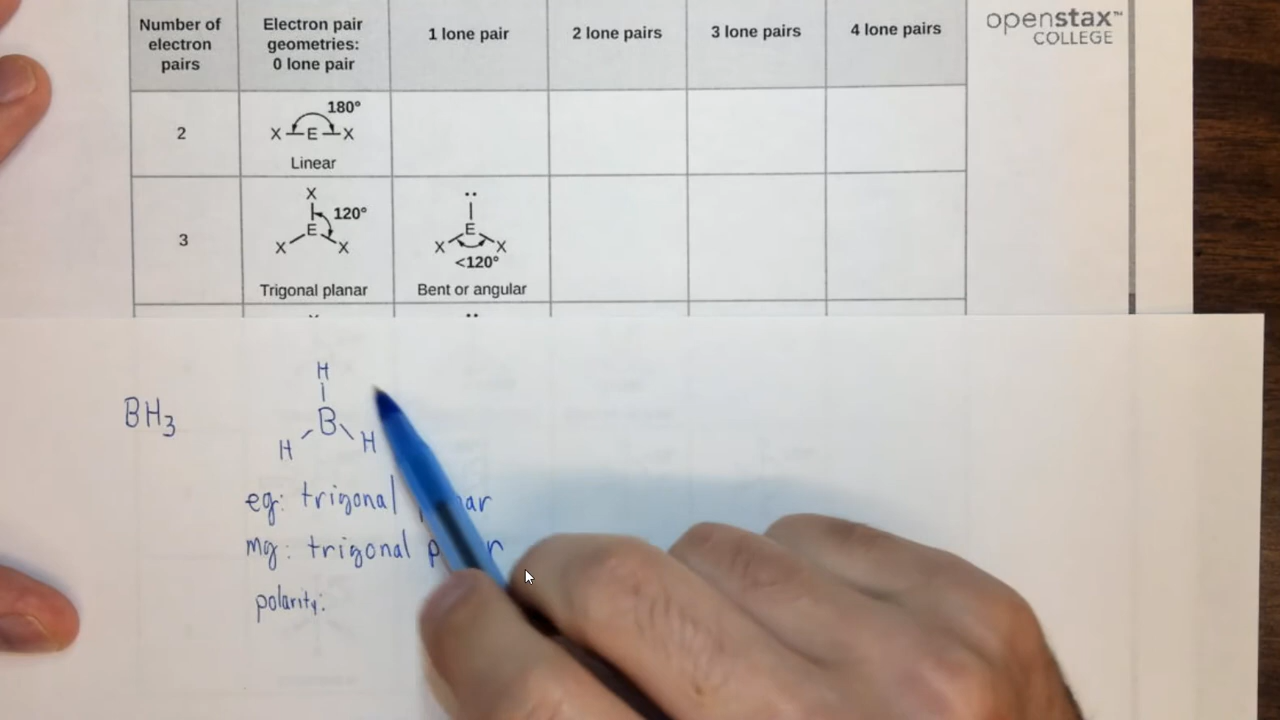 Number of electron pairs
Electron pair geometries: 0 lone pair
1 lone pair
2 lone pairs
3 lone pairs
4 lone pairs
openstax™
COLLEGE
2
180°
X E X
Linear
3
X
120°
E
X X
Trigonal planar
..
E
X X
<120°
Bent or angular
BH3
H
B
H H
eg: trigonal
mg: trigonal
polarity: